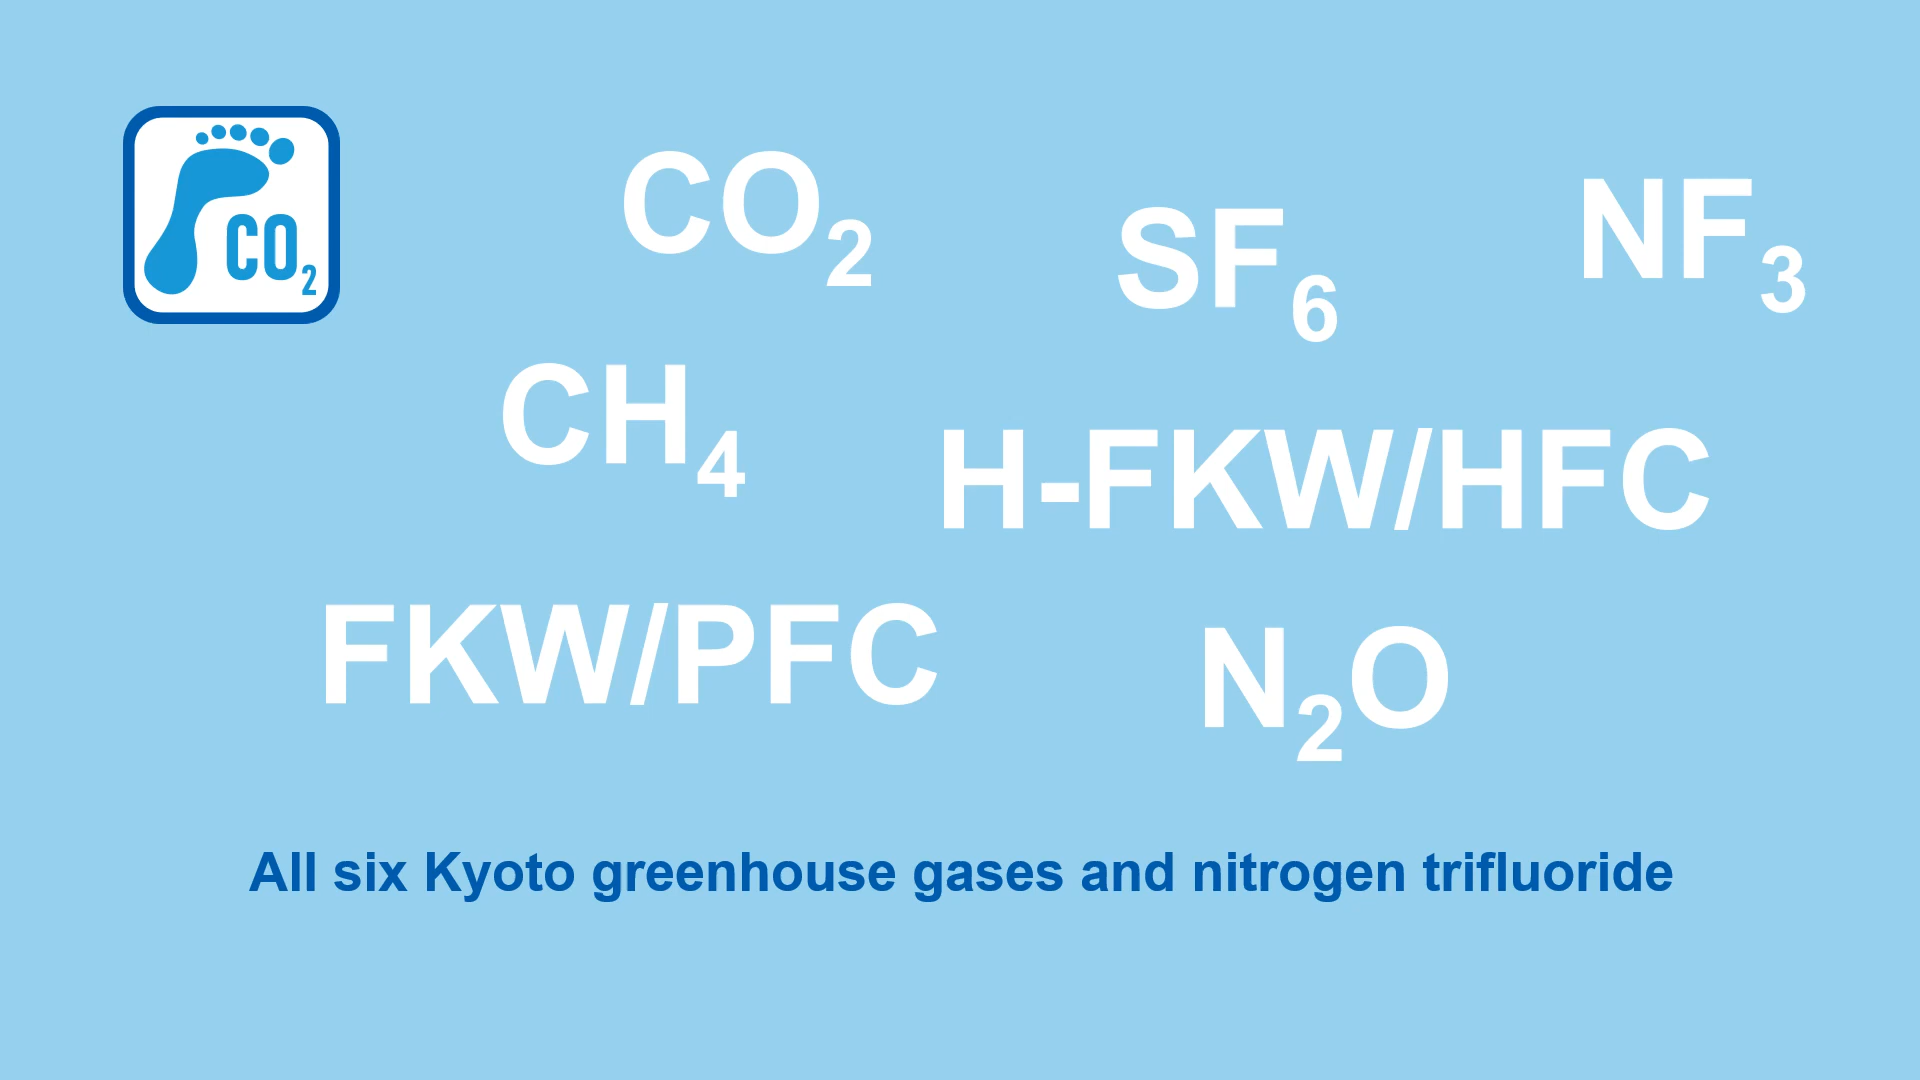 CO₂
CO₂
SF₆
NF₃
CH₄
H-FKW/HFC
FKW/PFC
N₂O
All six Kyoto greenhouse gases and nitrogen trifluoride